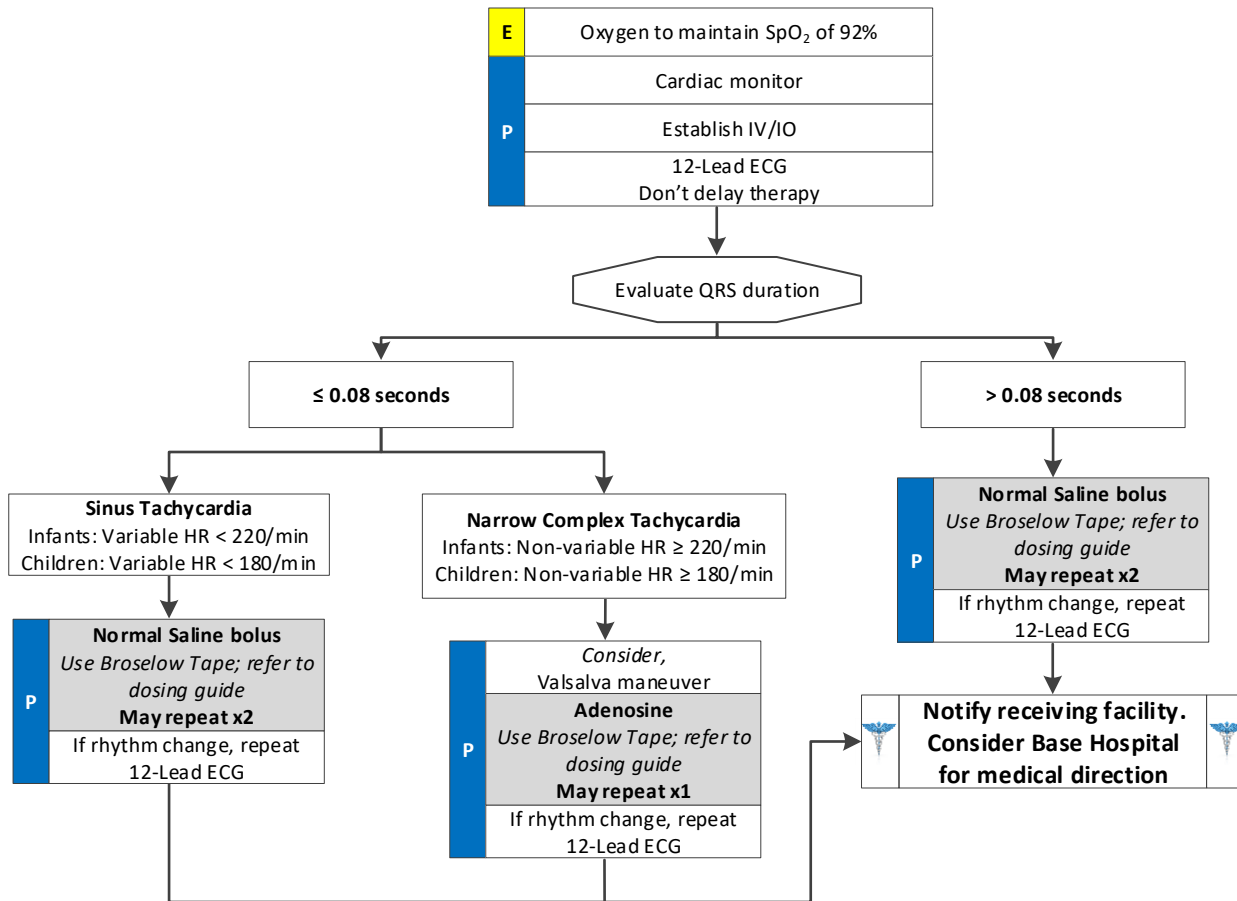 E
Oxygen to maintain SpO₂ of 92%
P
Cardiac monitor
Establish IV/IO
12-Lead ECG
Don’t delay therapy
Evaluate QRS duration
≤ 0.08 seconds
> 0.08 seconds
Sinus Tachycardia
Infants: Variable HR < 220/min
Children: Variable HR < 180/min
P
Normal Saline bolus
Use Broselow Tape; refer to
dosing guide
May repeat x2
If rhythm change, repeat
12-Lead ECG
Narrow Complex Tachycardia
Infants: Non-variable HR ≥ 220/min
Children: Non-variable HR ≥ 180/min
P
Consider,
Valsalva maneuver
Adenosine
Use Broselow Tape; refer to
dosing guide
May repeat x1
If rhythm change, repeat
12-Lead ECG
P
Normal Saline bolus
Use Broselow Tape; refer to
dosing guide
May repeat x2
If rhythm change, repeat
12-Lead ECG
Notify receiving facility.
Consider Base Hospital
for medical direction